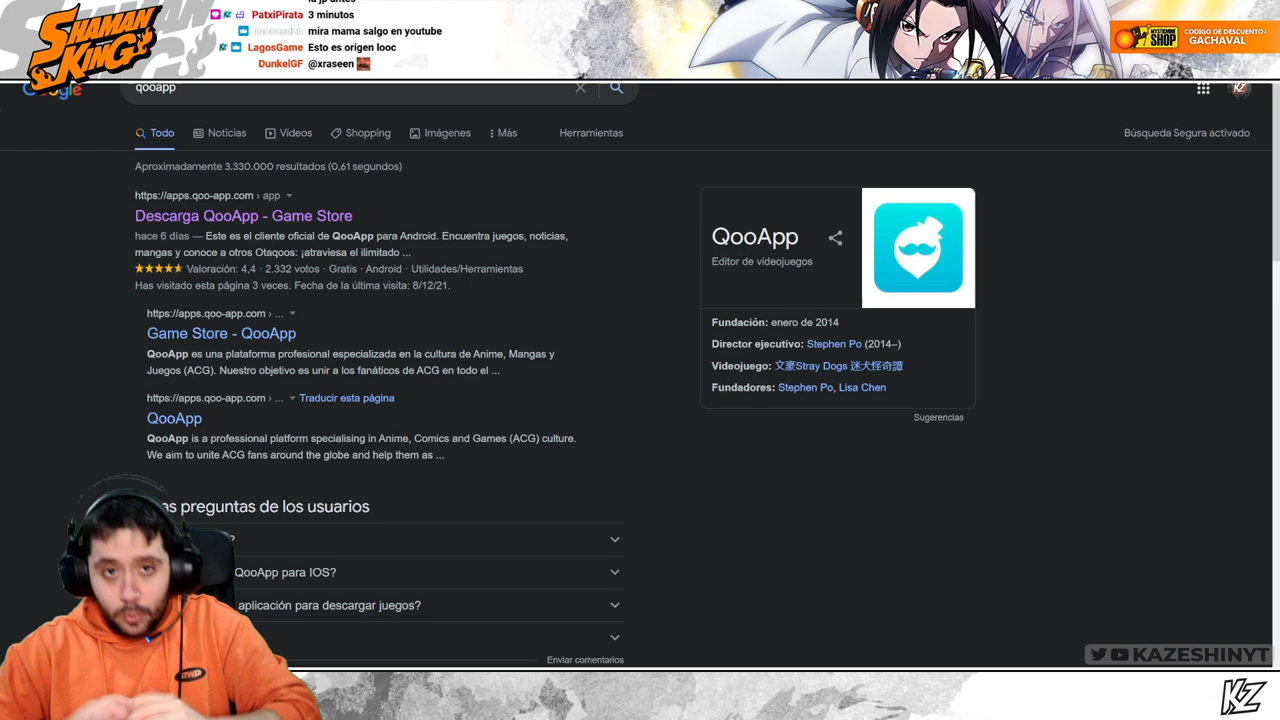 SHAMAN
KING
PatxiPirata 3 minutos
mira mama salgo en youtube
LagosGame Esto es origen looc
DunkelGF @xraseen
MYSTICMINE
SHOP
CODIGO DE DESCUENTO↓
GACHAVAL
Google
qooapp
Todo
Noticias
Vídeos
Shopping
Imágenes
Más
Herramientas
Búsqueda Segura activado
Aproximadamente 3.330.000 resultados (0,61 segundos)
https://apps.qoo-app.com › app
Descarga QooApp - Game Store
hace 6 días — Este es el cliente oficial de QooApp para Android. Encuentra juegos, noticias,
mangas y conoce a otros Otaqoos: ¡atraviesa el ilimitado ...
Valoración: 4,4 · 2.332 votos · Gratis · Android · Utilidades/Herramientas
Has visitado esta página 3 veces. Fecha de la última visita: 8/12/21.
https://apps.qoo-app.com › ...
Game Store - QooApp
QooApp es una plataforma profesional especializada en la cultura de Anime, Mangas y
Juegos (ACG). Nuestro objetivo es unir a los fanáticos de ACG en todo el ...
https://apps.qoo-app.com › ... Traducir esta página
QooApp
QooApp is a professional platform specialising in Anime, Comics and Games (ACG) culture.
We aim to unite ACG fans around the globe and help them as ...
as preguntas de los usuarios
?
QooApp para IOS?
aplicación para descargar juegos?
Enviar comentarios
QooApp
Editor de videojuegos
Fundación: enero de 2014
Director ejecutivo: Stephen Po (2014–)
Videojuego: 文豪Stray Dogs 迷犬怪奇譚
Fundadores: Stephen Po, Lisa Chen
Sugerencias
KAZESHINYT
KZ